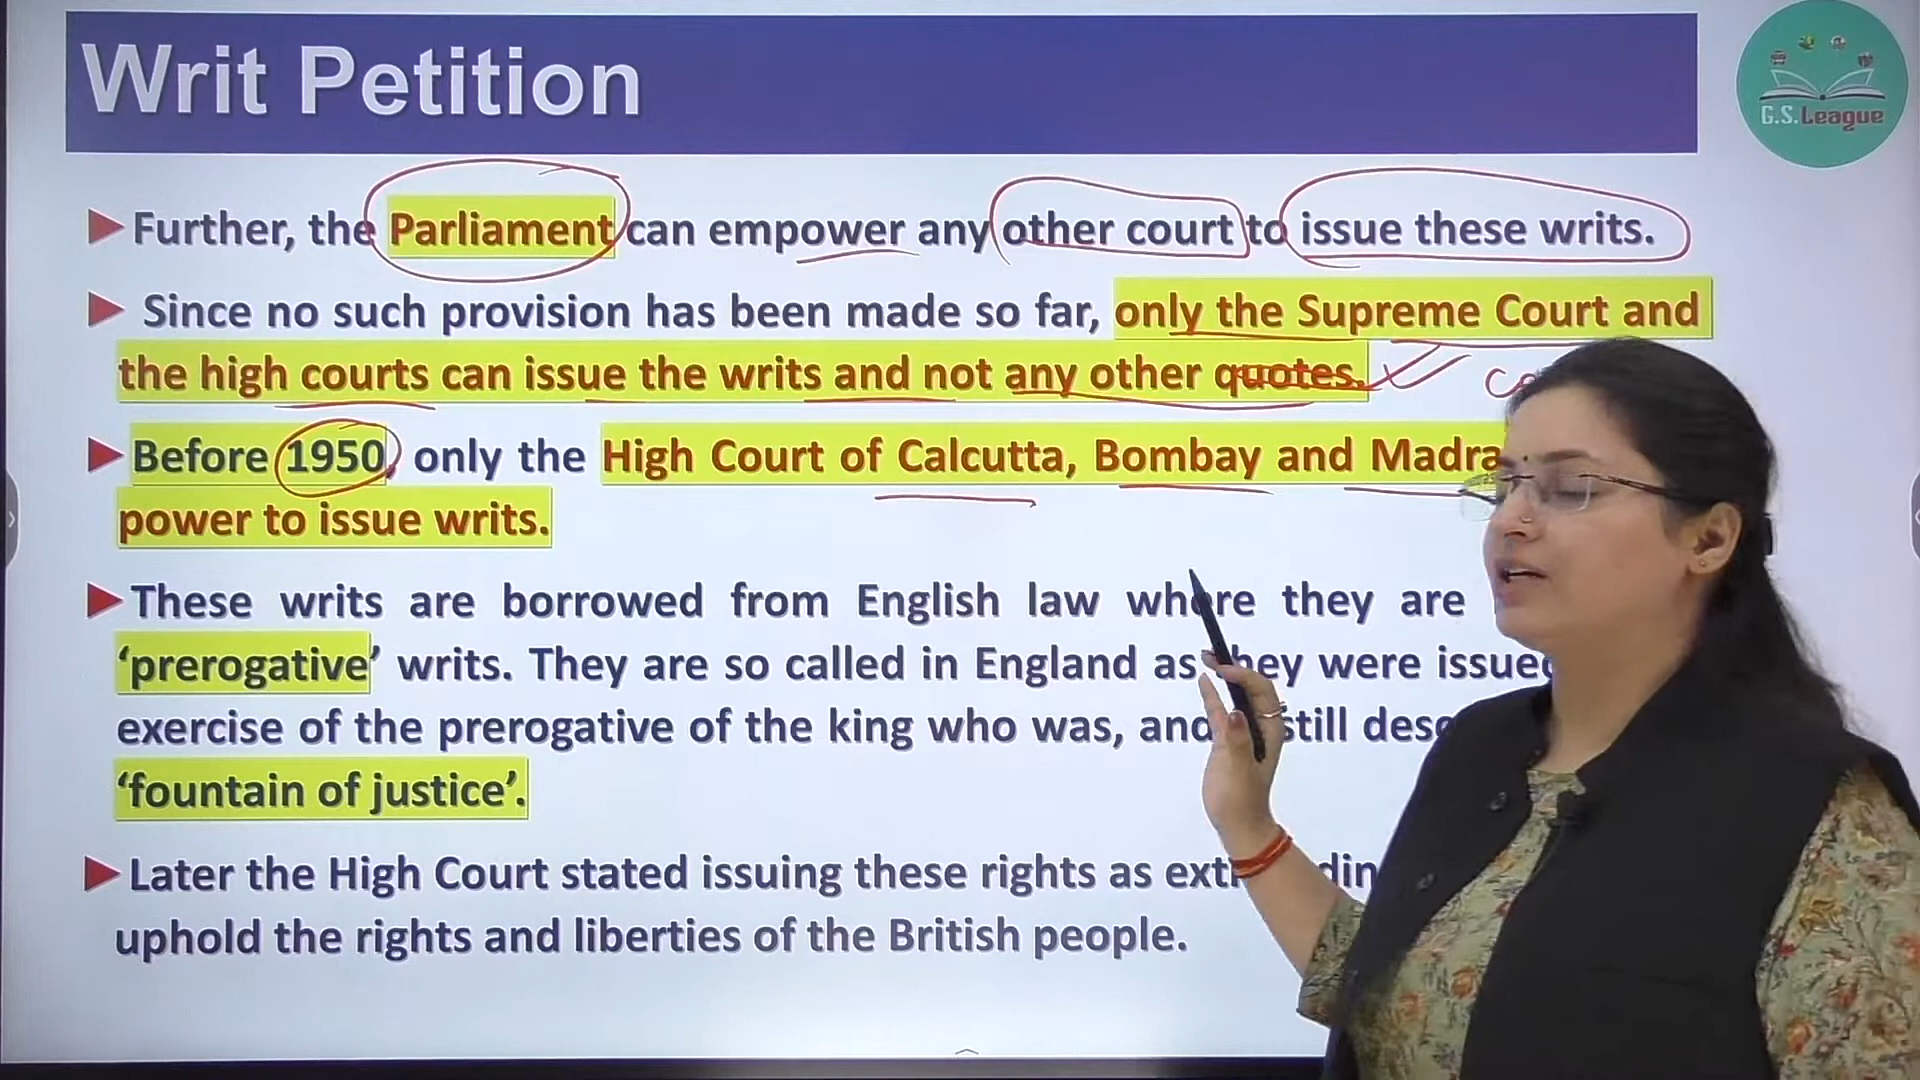 Writ Petition
G.S.League
Further, the Parliament can empower any other court to issue these writs.
Since no such provision has been made so far, only the Supreme Court and
the high courts can issue the writs and not any other quotes.
Before 1950, only the High Court of Calcutta, Bombay and
power to issue writs.
These writs are borrowed from English law where they are
‘prerogative’ writs. They are so called in England as they were
exercise of the prerogative of the king who was, and still
‘fountain of justice’.
Later the High Court stated issuing these rights as
uphold the rights and liberties of the British people.